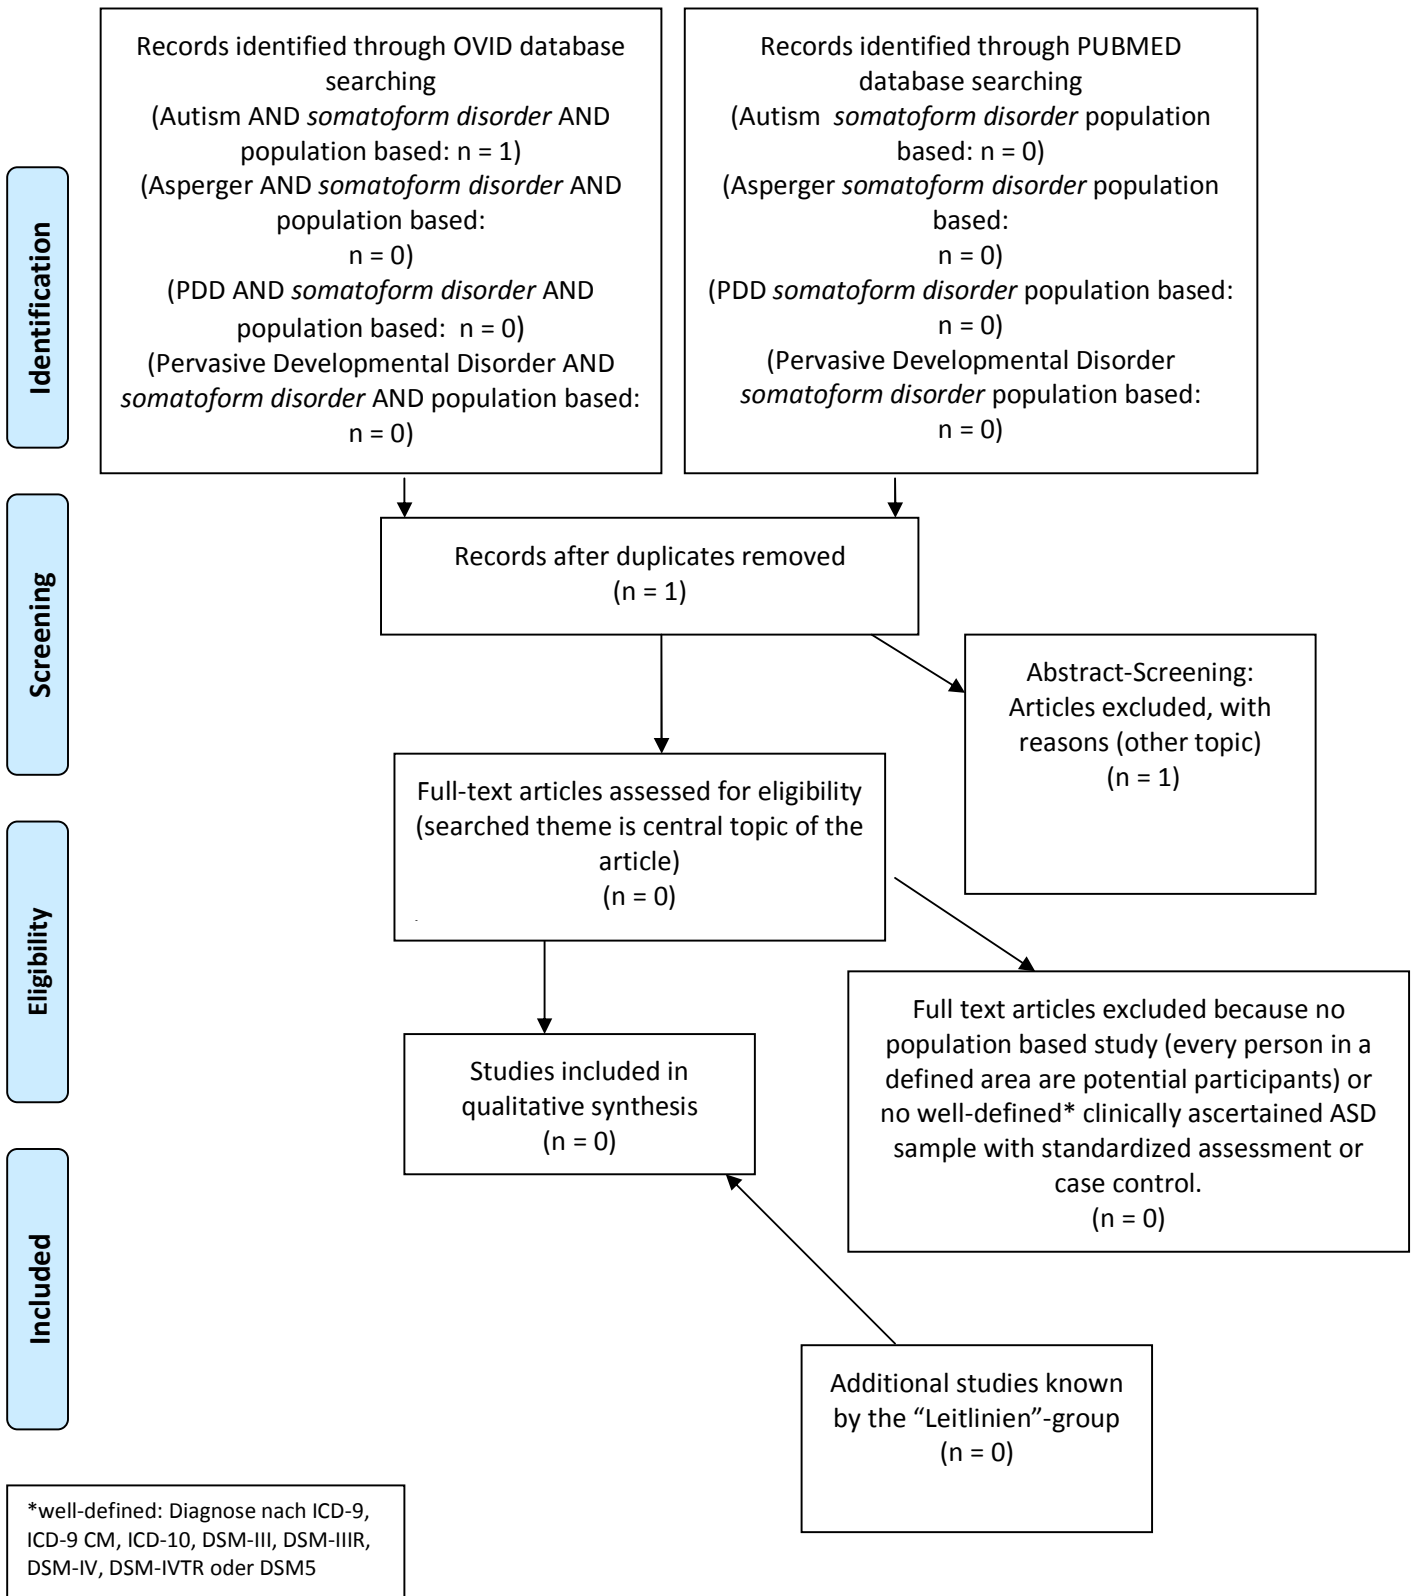 Records identified through OVID database
searching
(Autism AND somatoform disorder AND
population based: n = 1)
(Asperger AND somatoform disorder AND
population based:
n = 0)
(PDD AND somatoform disorder AND
population based:  n = 0)
(Pervasive Developmental Disorder AND
somatoform disorder AND population based:
n = 0)
Records identified through PUBMED
database searching
(Autism  somatoform disorder population
based: n = 0)
(Asperger somatoform disorder population
based:
n = 0)
(PDD somatoform disorder population based:
n = 0)
(Pervasive Developmental Disorder
somatoform disorder population based:
n = 0)
Identification
Records after duplicates removed
(n = 1)
Screening
Abstract-Screening:
Articles excluded, with
reasons (other topic)
(n = 1)
Full-text articles assessed for eligibility
(searched theme is central topic of the
article)
(n = 0)
Eligibility
Full text articles excluded because no
population based study (every person in a
defined area are potential participants) or
no well-defined* clinically ascertained ASD
sample with standardized assessment or
case control.
(n = 0)
Studies included in
qualitative synthesis
(n = 0)
Included
Additional studies known
by the “Leitlinien”-group
(n = 0)
*well-defined: Diagnose nach ICD-9,
ICD-9 CM, ICD-10, DSM-III, DSM-IIIR,
DSM-IV, DSM-IVTR oder DSM5